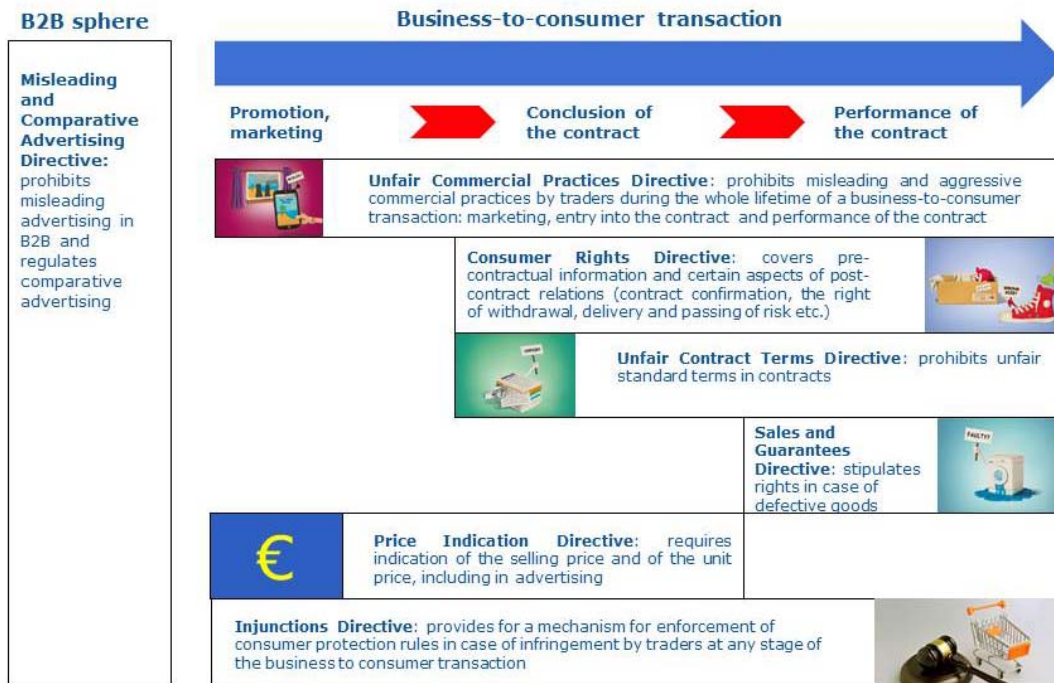 B2B sphere
Business-to-consumer transaction
Misleading
and
Comparative
Advertising
Directive:
prohibits
misleading
advertising in
B2B and
regulates
comparative
advertising
Promotion,
marketing
Conclusion of
the contract
Performance of
the contract
Unfair Commercial Practices Directive: prohibits misleading and aggressive
commercial practices by traders during the whole lifetime of a business-to-consumer
transaction: marketing, entry into the contract and performance of the contract
Consumer Rights Directive: covers pre-
contractual information and certain aspects of post-
contract relations (contract confirmation, the right
of withdrawal, delivery and passing of risk etc.)
Unfair Contract Terms Directive: prohibits unfair
standard terms in contracts
Sales and
Guarantees
Directive: stipulates
rights in case of
defective goods
FAULTY?
€
Price Indication Directive: requires
indication of the selling price and of the unit
price, including in advertising
Injunctions Directive: provides for a mechanism for enforcement of
consumer protection rules in case of infringement by traders at any stage of
the business to consumer transaction